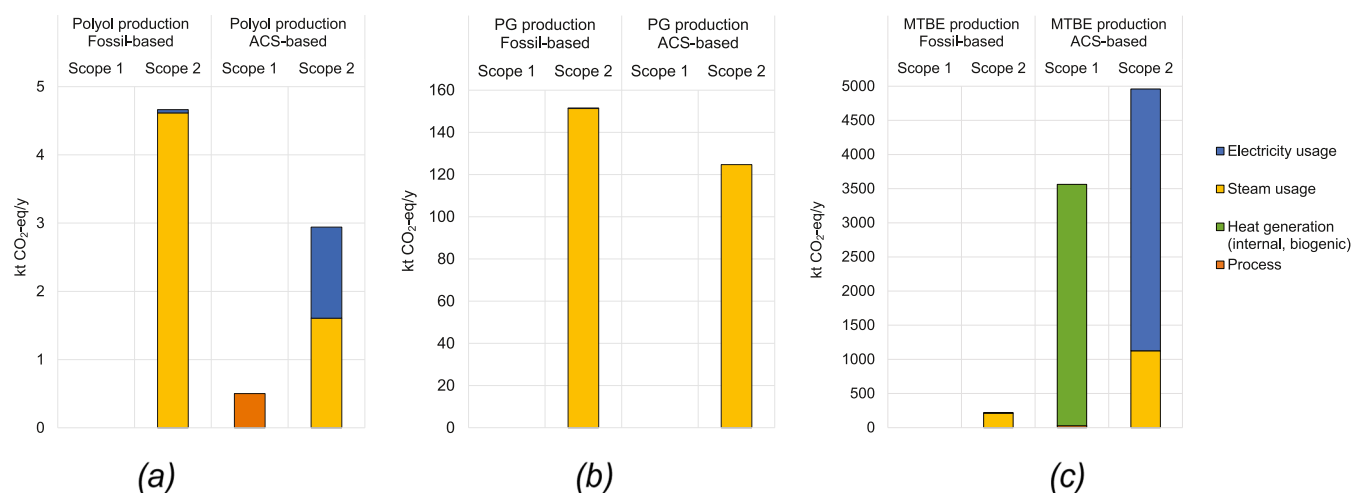 Polyol production
Fossil-based
Polyol production
ACS-based
Scope 1
Scope 2
Scope 1
Scope 2
5
4
3
2
1
0
kt CO₂-eq/y
(a)
PG production
Fossil-based
PG production
ACS-based
Scope 1
Scope 2
Scope 1
Scope 2
160
140
120
100
80
60
40
20
0
kt CO₂-eq/y
(b)
MTBE production
Fossil-based
MTBE production
ACS-based
Scope 1
Scope 2
Scope 1
Scope 2
5000
4500
4000
3500
3000
2500
2000
1500
1000
500
0
kt CO₂-eq/y
(c)
Electricity usage
Steam usage
Heat generation
(internal, biogenic)
Process